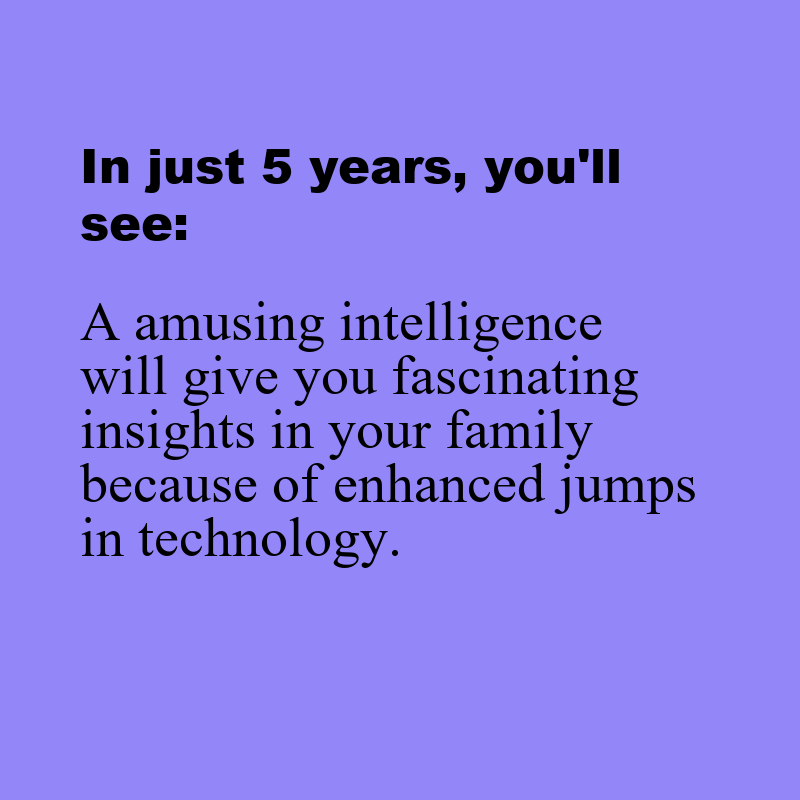 In just 5 years, you'll
see:
A amusing intelligence
will give you fascinating
insights in your family
because of enhanced jumps
in technology.